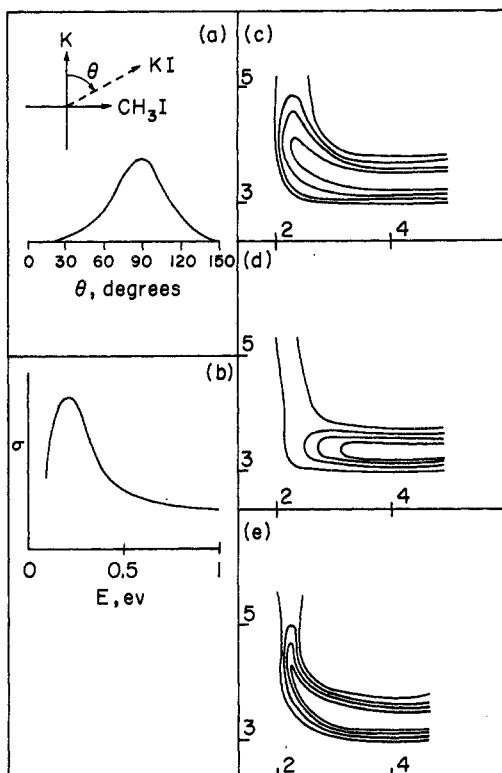 (a)
K
θ
KI
CH₃I
0 30 60 90 120 150
θ, degrees
(b)
σ
0 0.5 1
E, ev
(c)
5
3
2 4
(d)
5
3
2 4
(e)
5
3
2 4